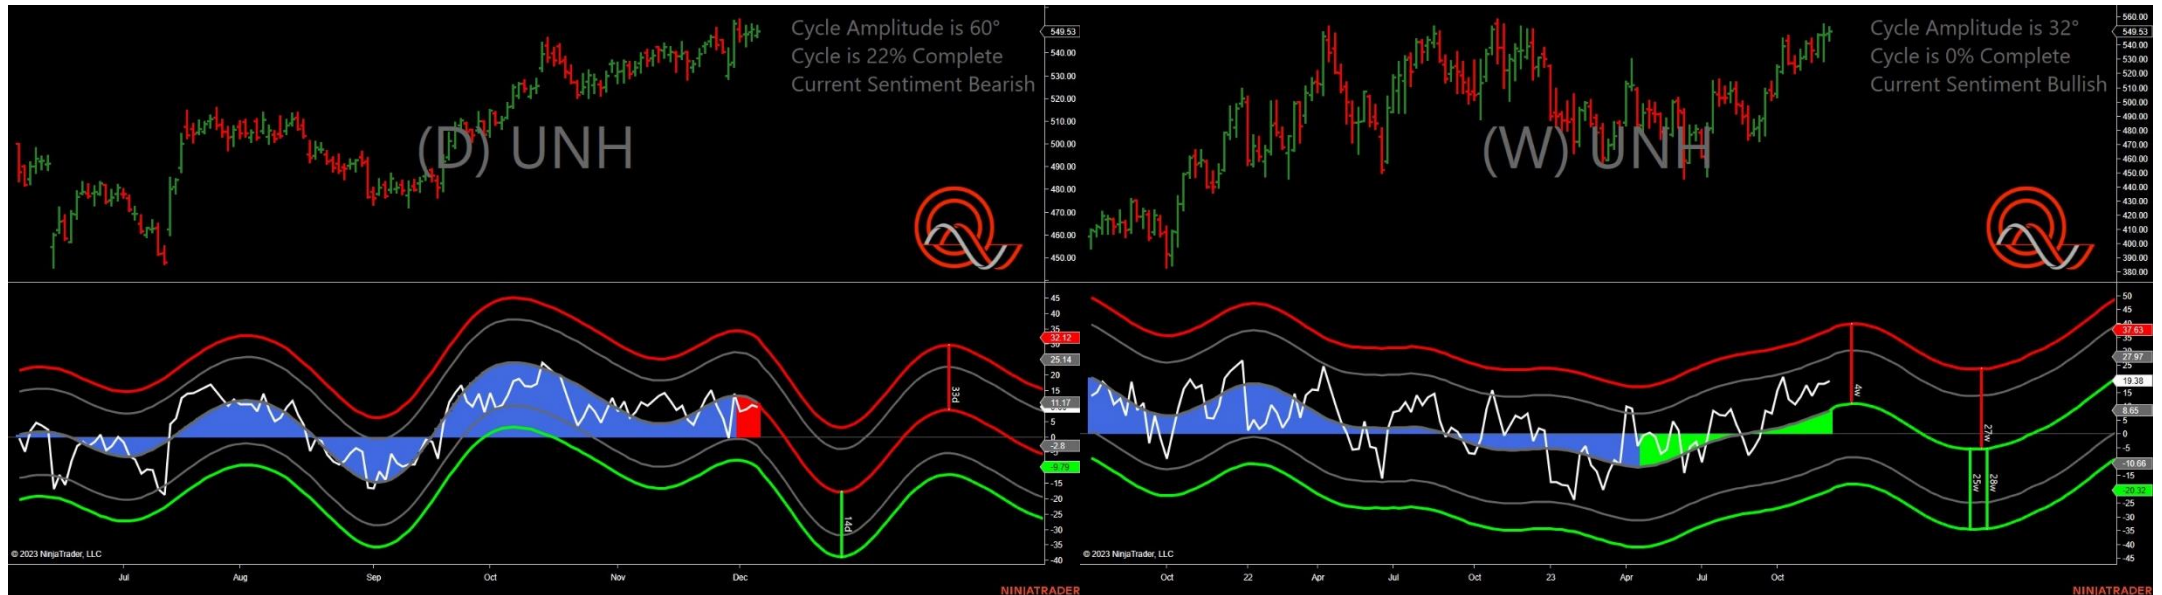 Cycle Amplitude is 60°
Cycle is 22% Complete
Current Sentiment Bearish
(D) UNH
549.53
540.00
530.00
520.00
510.00
500.00
490.00
480.00
470.00
460.00
450.00
45
40
35
32.12
30
25.14
20
15
11.17
5
0
-2.8
-5
-9.79
-15
-20
-25
-30
-35
-40
33d
14d
© 2023 NinjaTrader, LLC
Jul
Aug
Sep
Oct
Nov
Dec
NINJATRADER
Cycle Amplitude is 32°
Cycle is 0% Complete
Current Sentiment Bullish
(W) UNH
560.00
549.53
540.00
530.00
520.00
510.00
500.00
490.00
480.00
470.00
460.00
450.00
440.00
430.00
420.00
410.00
400.00
390.00
380.00
50
45
40
37.63
30
27.97
19.38
15
10
8.65
5
0
-5
-10.66
-15
-20.32
-25
-30
-35
-40
-45
4w
27w
25w
28w
© 2023 NinjaTrader, LLC
Oct
22
Apr
Jul
Oct
23
Apr
Jul
Oct
NINJATRADER